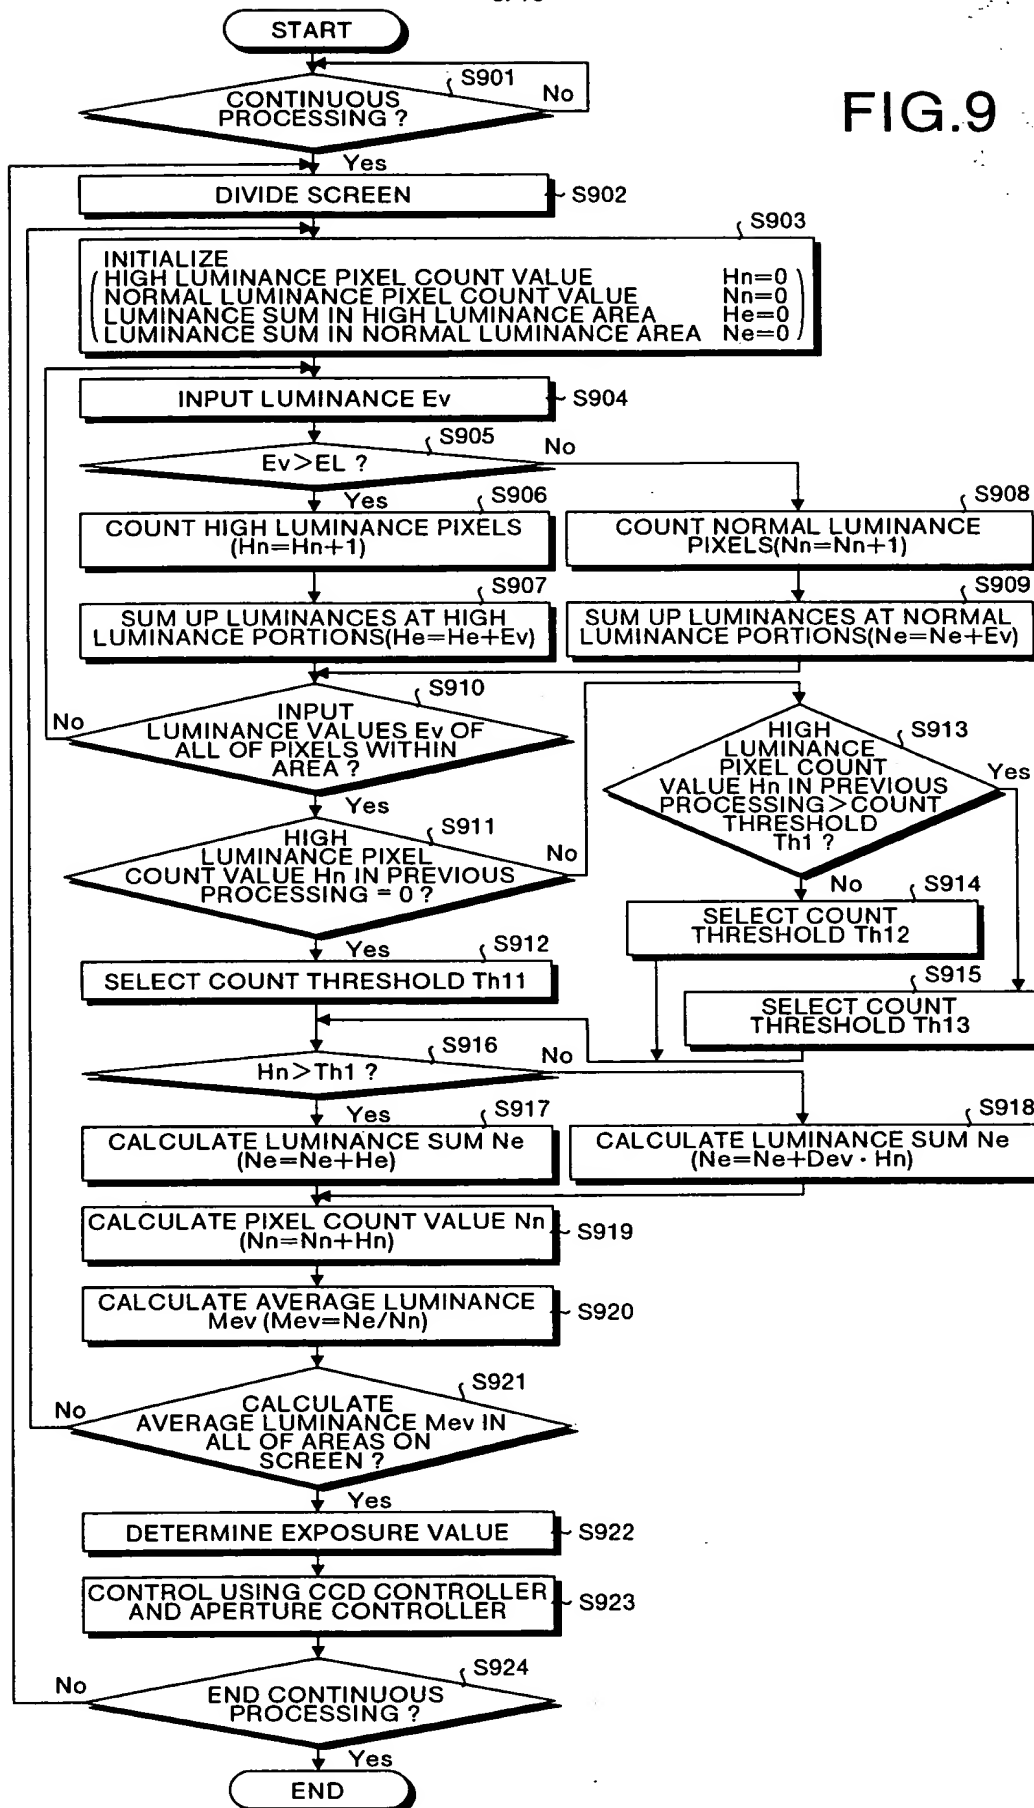 FIG.9
START
S901
CONTINUOUS
PROCESSING ?
No
Yes
DIVIDE SCREEN
S902
S903
INITIALIZE
HIGH LUMINANCE PIXEL COUNT VALUE Hn=0
NORMAL LUMINANCE PIXEL COUNT VALUE Nn=0
LUMINANCE SUM IN HIGH LUMINANCE AREA He=0
LUMINANCE SUM IN NORMAL LUMINANCE AREA Ne=0
INPUT LUMINANCE Ev
S904
S905
Ev>EL ?
No
Yes
S906
COUNT HIGH LUMINANCE PIXELS
(Hn=Hn+1)
S908
COUNT NORMAL LUMINANCE
PIXELS(Nn=Nn+1)
S907
SUM UP LUMINANCES AT HIGH
LUMINANCE PORTIONS(He=He+Ev)
S909
SUM UP LUMINANCES AT NORMAL
LUMINANCE PORTIONS(Ne=Ne+Ev)
S910
No
INPUT
LUMINANCE VALUES Ev OF
ALL OF PIXELS WITHIN
AREA ?
Yes
S913
HIGH
LUMINANCE
PIXEL COUNT
VALUE Hn IN PREVIOUS
PROCESSING>COUNT
THRESHOLD
Th1 ?
Yes
No
S911
HIGH
LUMINANCE PIXEL
COUNT VALUE Hn IN PREVIOUS
PROCESSING = 0 ?
No
Yes
S914
SELECT COUNT
THRESHOLD Th12
S912
SELECT COUNT THRESHOLD Th11
S915
SELECT COUNT
THRESHOLD Th13
S916
Hn>Th1 ?
No
Yes
S917
CALCULATE LUMINANCE SUM Ne
(Ne=Ne+He)
S918
CALCULATE LUMINANCE SUM Ne
(Ne=Ne+Dev·Hn)
CALCULATE PIXEL COUNT VALUE Nn
(Nn=Nn+Hn)
S919
CALCULATE AVERAGE LUMINANCE
Mev(Mev=Ne/Nn)
S920
S921
No
CALCULATE
AVERAGE LUMINANCE Mev IN
ALL OF AREAS ON
SCREEN ?
Yes
DETERMINE EXPOSURE VALUE
S922
CONTROL USING CCD CONTROLLER
AND APERTURE CONTROLLER
S923
S924
No
END CONTINUOUS
PROCESSING ?
Yes
END